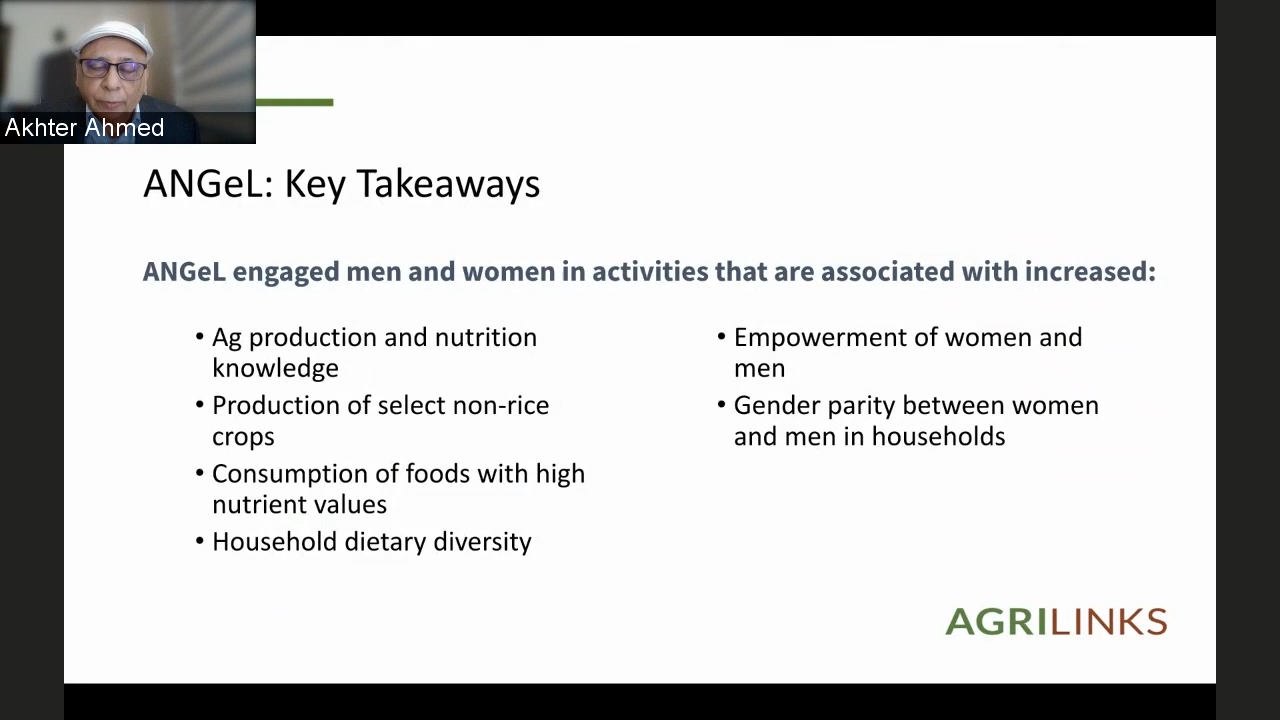 Akhter Ahmed
ANGeL: Key Takeaways
ANGeL engaged men and women in activities that are associated with increased:
• Ag production and nutrition
knowledge
• Production of select non-rice
crops
• Consumption of foods with high
nutrient values
• Household dietary diversity
• Empowerment of women and
men
• Gender parity between women
and men in households
AGRILINKS